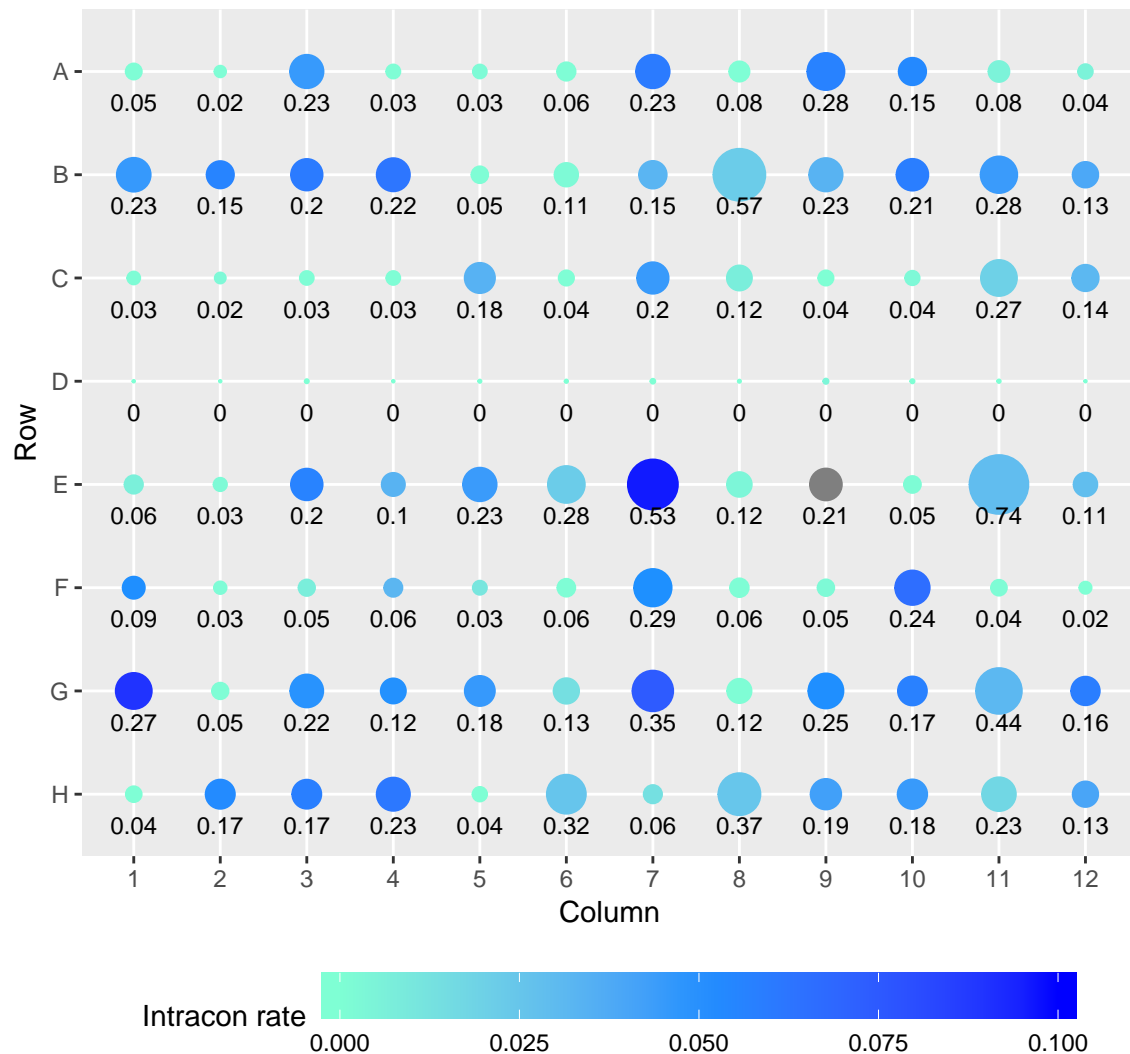 A
0.05 0.02 0.23 0.03 0.03 0.06 0.23 0.08 0.28 0.15 0.08 0.04
B
0.23 0.15 0.2 0.22 0.05 0.11 0.15 0.57 0.23 0.21 0.28 0.13
C
0.03 0.02 0.03 0.03 0.18 0.04 0.2 0.12 0.04 0.04 0.27 0.14
D
0 0 0 0 0 0 0 0 0 0 0 0
Row
E
0.06 0.03 0.2 0.1 0.23 0.28 0.53 0.12 0.21 0.05 0.74 0.11
F
0.09 0.03 0.05 0.06 0.03 0.06 0.29 0.06 0.05 0.24 0.04 0.02
G
0.27 0.05 0.22 0.12 0.18 0.13 0.35 0.12 0.25 0.17 0.44 0.16
H
0.04 0.17 0.17 0.23 0.04 0.32 0.06 0.37 0.19 0.18 0.23 0.13
1 2 3 4 5 6 7 8 9 10 11 12
Column
Intracon rate
0.000 0.025 0.050 0.075 0.100